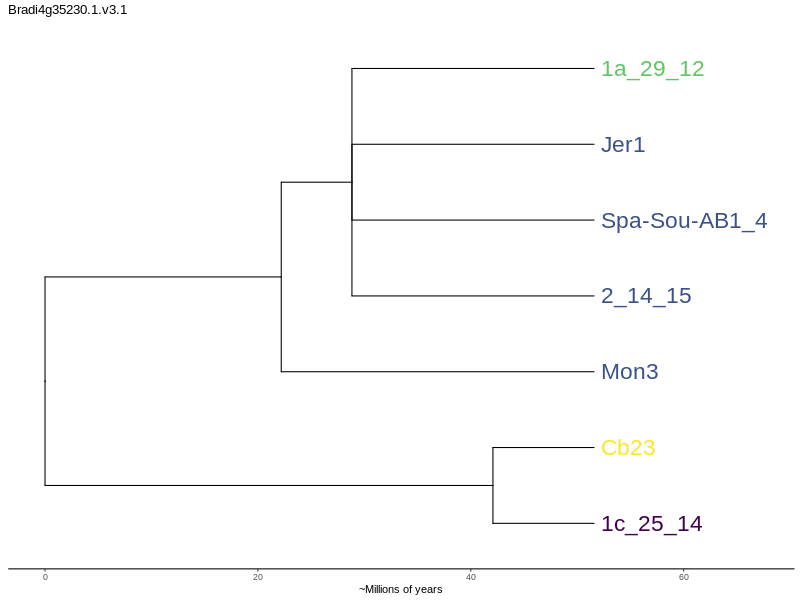 Bradi4g35230.1.v3.1
1a_29_12
Jer1
Spa-Sou-AB1_4
2_14_15
Mon3
Cb23
1c_25_14
0 20 40 60
~Millions of years